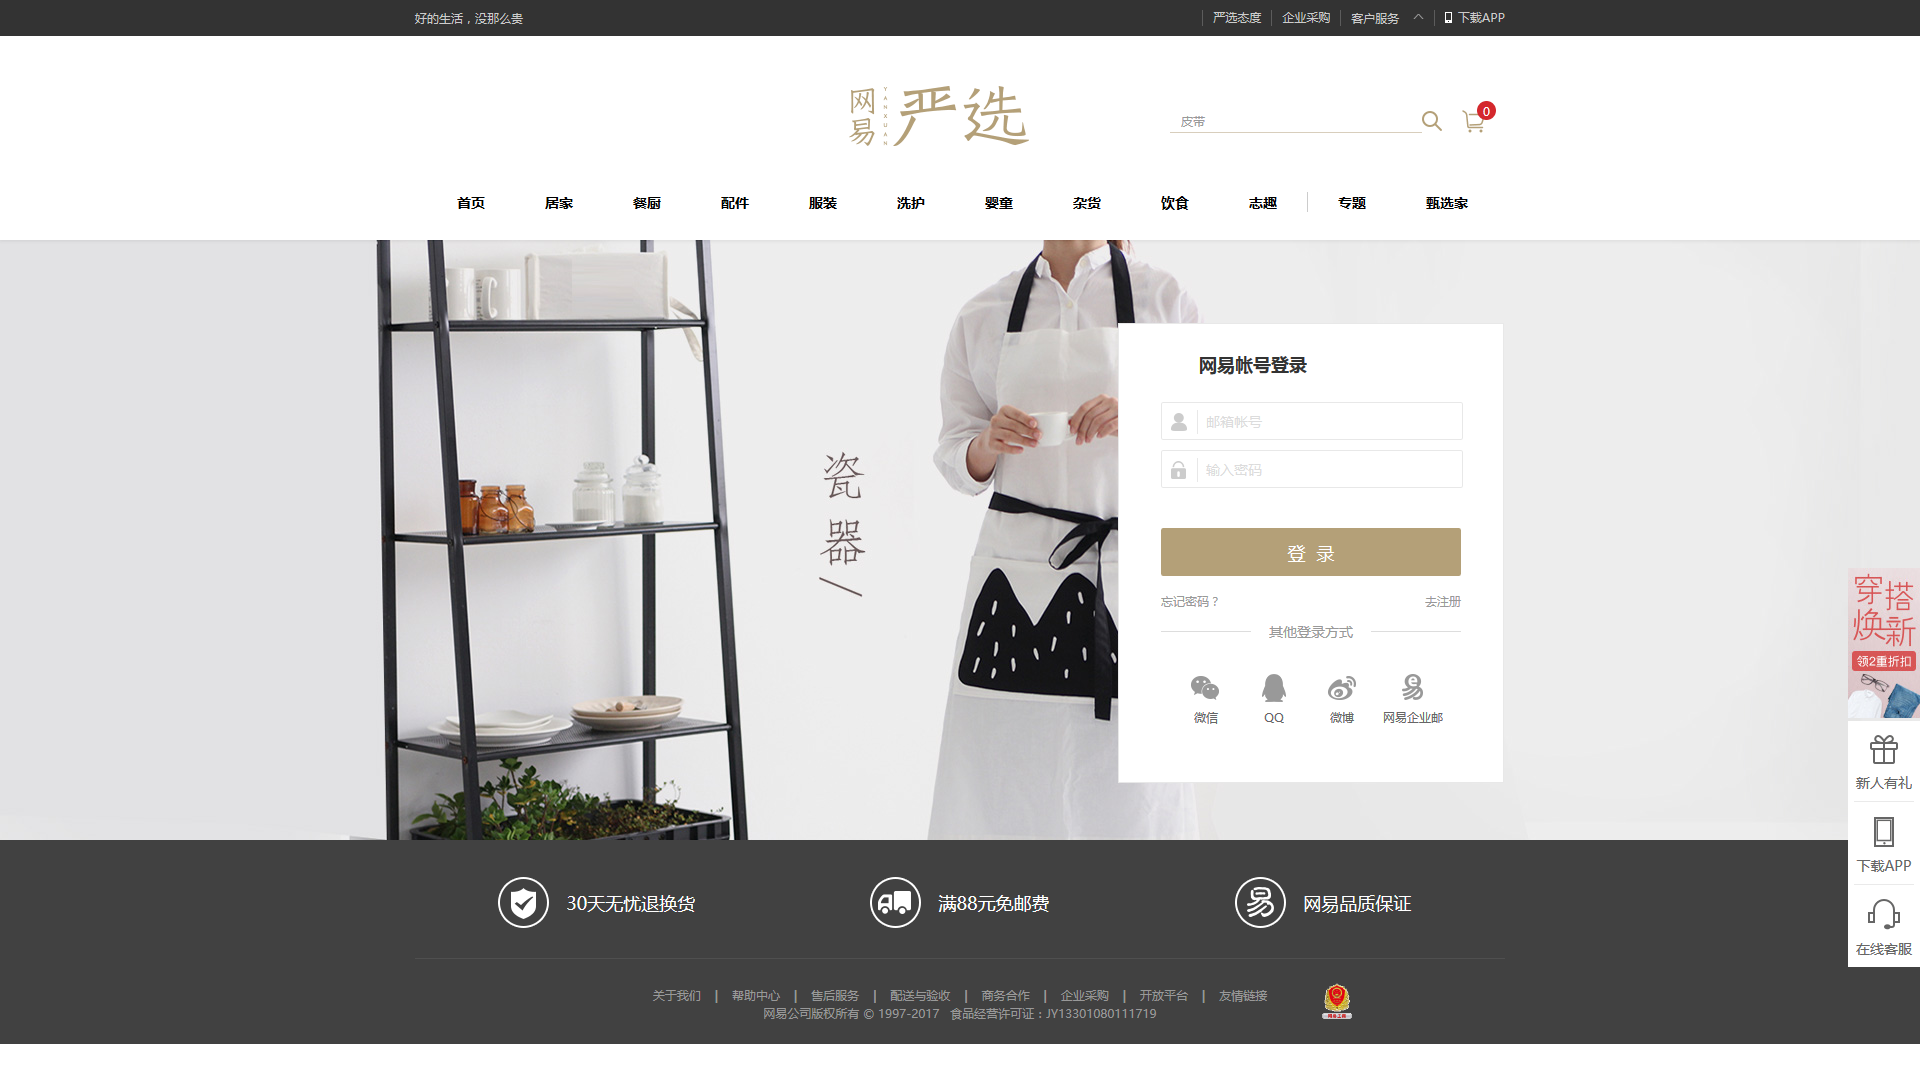 好的生活，没那么贵
严选态度 企业采购 客户服务 下载APP
网易 YANXUAN 严选
皮带
0
首页 居家 餐厨 配件 服装 洗护 婴童 杂货 饮食 志趣 专题 甄选家
瓷器/
网易帐号登录
邮箱帐号
输入密码
登 录
忘记密码？ 去注册
其他登录方式
微信 QQ 微博 网易企业邮
穿搭
焕新
领2重折扣
新人有礼
下载APP
在线客服
30天无忧退换货 满88元免邮费 网易品质保证
关于我们 | 帮助中心 | 售后服务 | 配送与验收 | 商务合作 | 企业采购 | 开放平台 | 友情链接
网易公司版权所有 © 1997-2017 食品经营许可证：JY13301080111719